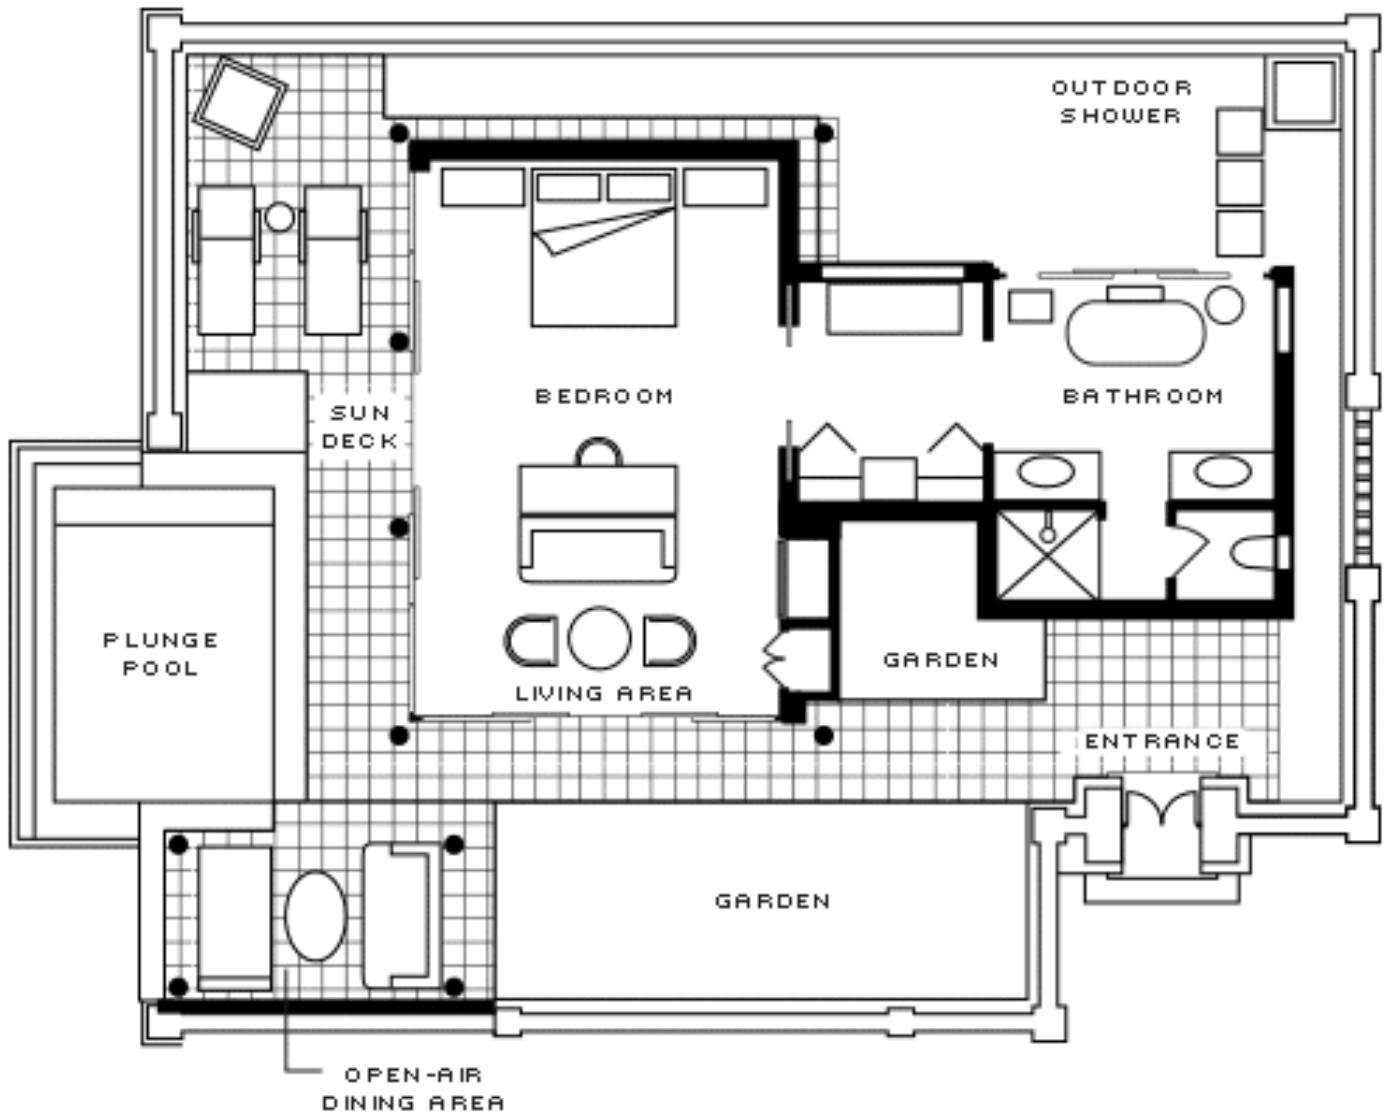 OUTDOOR
SHOWER
BEDROOM
BATHROOM
SUN
DECK
PLUNGE
POOL
GARDEN
LIVING AREA
ENTRANCE
GARDEN
OPEN-AIR
DINING AREA